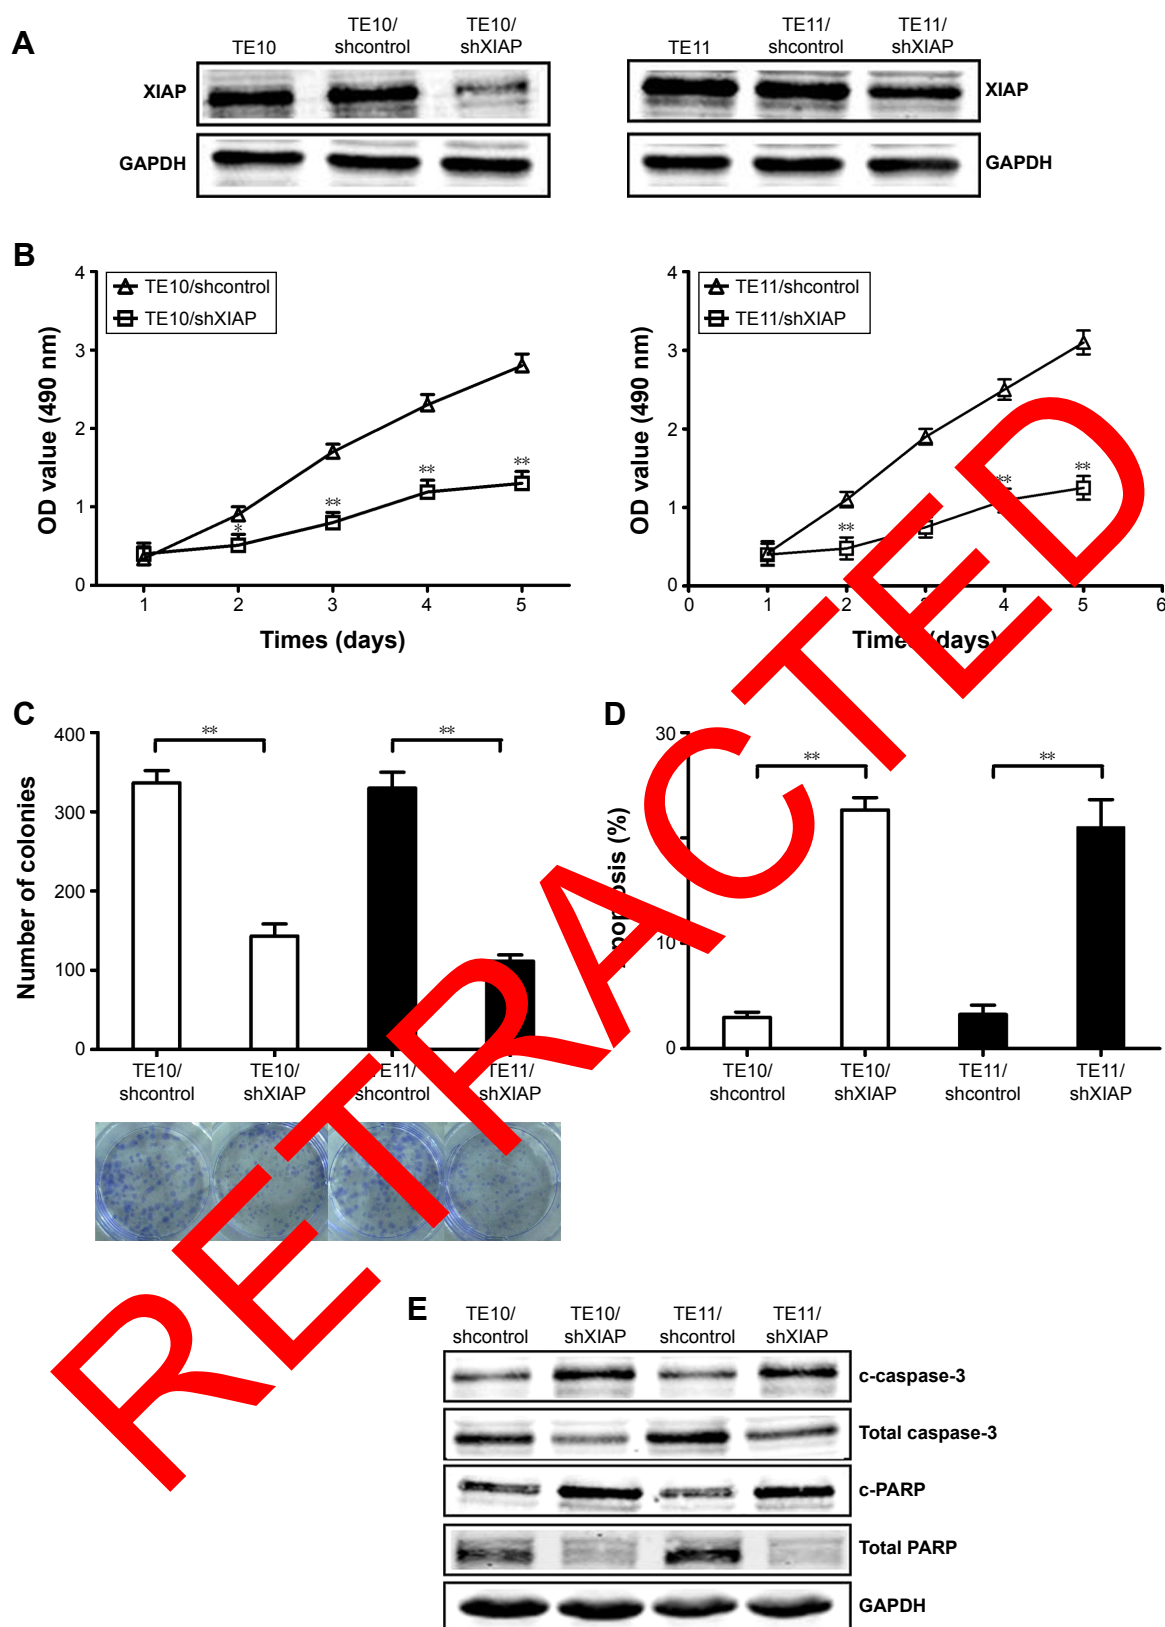 A
TE10
TE10/
shcontrol
TE10/
shXIAP
XIAP
GAPDH
TE11
TE11/
shcontrol
TE11/
shXIAP
XIAP
GAPDH
B
4
3
2
1
0
OD value (490 nm)
TE10/shcontrol
TE10/shXIAP
*
**
**
**
1 2 3 4 5
Times (days)
4
3
2
1
0
OD value (490 nm)
TE11/shcontrol
TE11/shXIAP
**
**
**
0 1 2 4 5 6
(days)
C
400
300
200
100
0
Number of colonies
**
**
TE10/
shcontrol
TE10/
shXIAP
TE11/
shcontrol
TE11/
shXIAP
D
30
10
0
(%)
**
**
TE10/
shcontrol
TE10/
shXIAP
TE11/
shcontrol
TE11/
shXIAP
RETRACTED
E
TE10/
shcontrol
TE10/
shXIAP
TE11/
shcontrol
TE11/
shXIAP
c-caspase-3
Total caspase-3
c-PARP
Total PARP
GAPDH